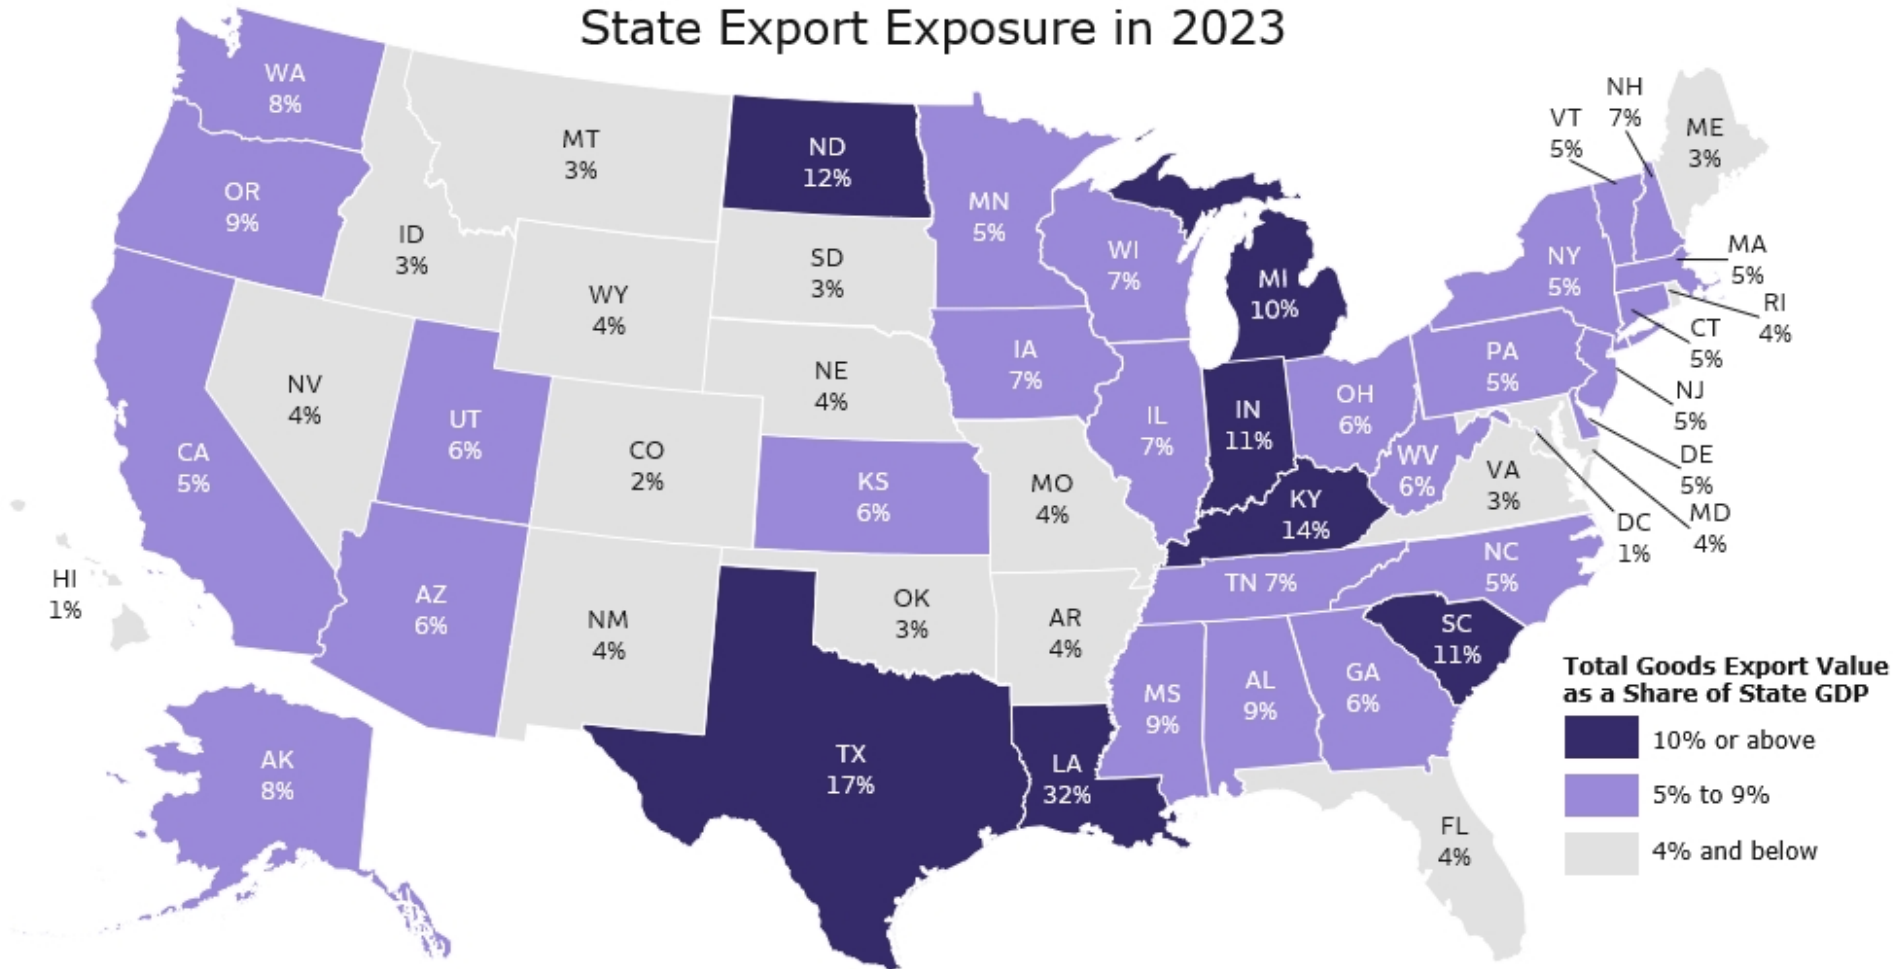 State Export Exposure in 2023
WA
8%
OR
9%
CA
5%
NV
4%
ID
3%
MT
3%
WY
4%
UT
6%
CO
2%
AZ
6%
NM
4%
ND
12%
SD
3%
NE
4%
KS
6%
OK
3%
TX
17%
MN
5%
IA
7%
MO
4%
AR
4%
LA
32%
WI
7%
IL
7%
MI
10%
IN
11%
OH
6%
KY
14%
TN 7%
MS
9%
AL
9%
GA
6%
FL
4%
SC
11%
NC
5%
VA
3%
WV
6%
PA
5%
NY
5%
VT
5%
NH
7%
ME
3%
MA
5%
RI
4%
CT
5%
NJ
5%
DE
5%
MD
4%
DC
1%
HI
1%
AK
8%
Total Goods Export Value
as a Share of State GDP
10% or above
5% to 9%
4% and below